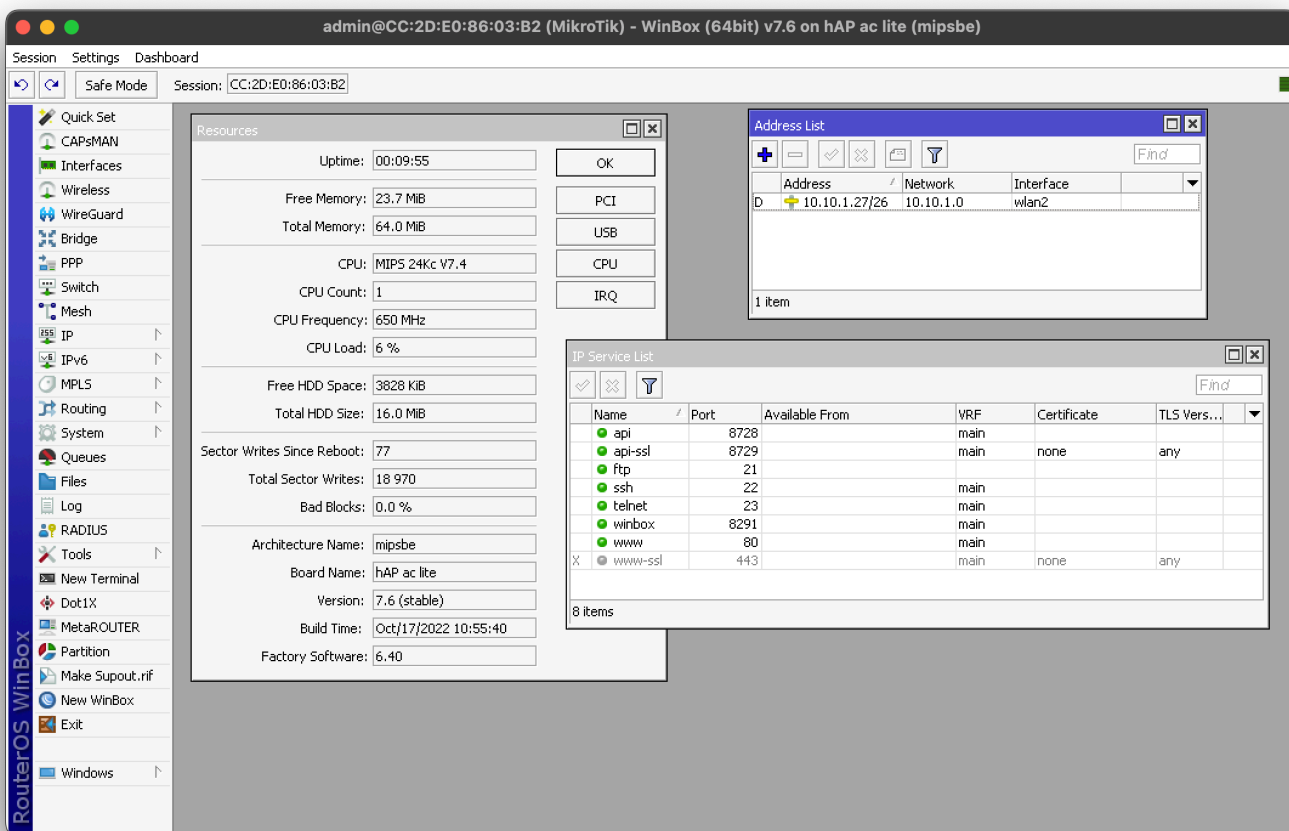 admin@CC:2D:E0:86:03:B2 (MikroTik) - WinBox (64bit) v7.6 on hAP ac lite (mipsbe)
Session Settings Dashboard
Safe Mode Session: CC:2D:E0:86:03:B2
RouterOS WinBox
Quick Set
CAPsMAN
Interfaces
Wireless
WireGuard
Bridge
PPP
Switch
Mesh
IP
IPv6
MPLS
Routing
System
Queues
Files
Log
RADIUS
Tools
New Terminal
Dot1X
MetaROUTER
Partition
Make Supout.rif
New WinBox
Exit
Windows
Resources
Uptime: 00:09:55
Free Memory: 23.7 MiB
Total Memory: 64.0 MiB
CPU: MIPS 24Kc V7.4
CPU Count: 1
CPU Frequency: 650 MHz
CPU Load: 6 %
Free HDD Space: 3828 KiB
Total HDD Size: 16.0 MiB
Sector Writes Since Reboot: 77
Total Sector Writes: 18 970
Bad Blocks: 0.0 %
Architecture Name: mipsbe
Board Name: hAP ac lite
Version: 7.6 (stable)
Build Time: Oct/17/2022 10:55:40
Factory Software: 6.40
OK
PCI
USB
CPU
IRQ
Address List
Find
Address Network Interface
D 10.10.1.27/26 10.10.1.0 wlan2
1 item
IP Service List
Find
Name Port Available From VRF Certificate TLS Vers...
api 8728 main
api-ssl 8729 main none any
ftp 21
ssh 22 main
telnet 23 main
winbox 8291 main
www 80 main
X www-ssl 443 main none any
8 items